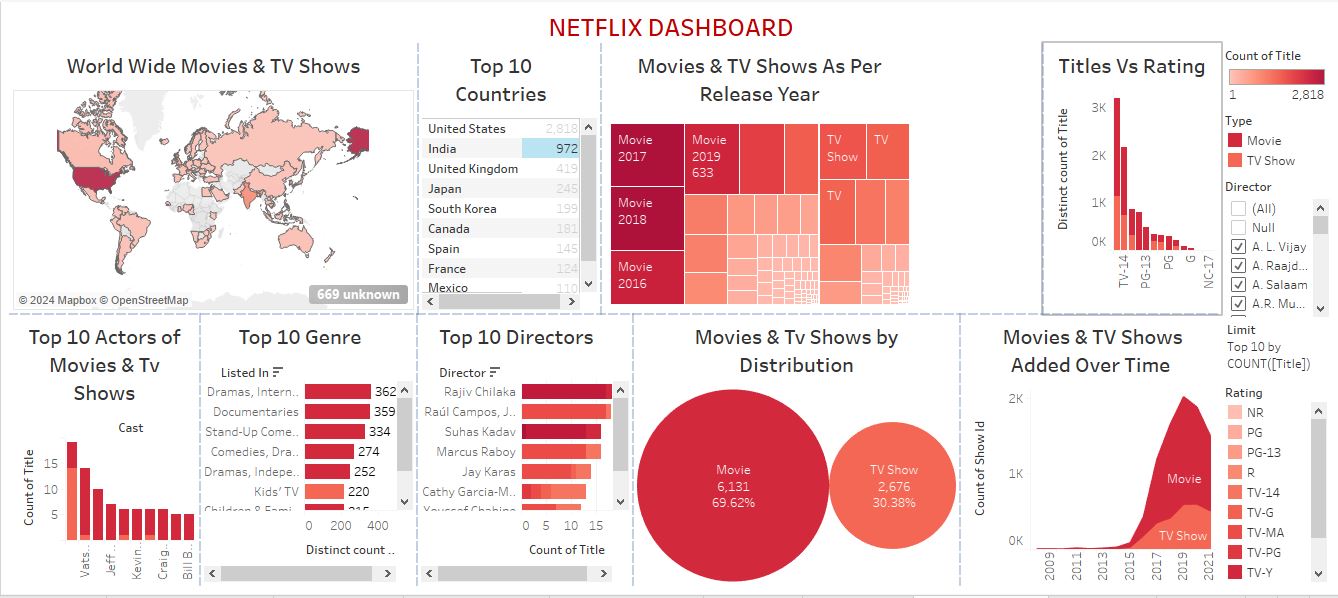 NETFLIX DASHBOARD
World Wide Movies & TV Shows
© 2024 Mapbox © OpenStreetMap
669 unknown
Top 10
Countries
United States 2,818
India 972
United Kingdom 419
Japan 245
South Korea 199
Canada 181
Spain 145
France 124
Mexico 110
Movies & TV Shows As Per
Release Year
Movie
2017
Movie
2018
Movie
2016
Movie
2019
633
TV
Show
TV
TV
Titles Vs Rating
Distinct count of Title
3K
2K
1K
0K
TV-14
PG-13
PG
G
NC-17
Count of Title
1 2,818
Type
Movie
TV Show
Director
(All)
Null
A. L. Vijay
A. Raajd...
A. Salaam
A.R. Mu...
Limit
Top 10 by
COUNT([Title])
Rating
NR
PG
PG-13
R
TV-14
TV-G
TV-MA
TV-PG
TV-Y
Top 10 Actors of
Movies & Tv
Shows
Cast
Count of Title
15
10
5
Vats..
Jeff ..
Kevin..
Craig..
Bill B..
Top 10 Genre
Listed In
Dramas, Intern.. 362
Documentaries 359
Stand-Up Come.. 334
Comedies, Dra.. 274
Dramas, Indepe.. 252
Kids' TV 220
Children & Fami.. 215
0 200 400
Distinct count ..
Top 10 Directors
Director
Rajiv Chilaka
Raúl Campos, J..
Suhas Kadav
Marcus Raboy
Jay Karas
Cathy Garcia-M..
Youssef Chahine
0 5 10 15
Count of Title
Movies & Tv Shows by
Distribution
Movie
6,131
69.62%
TV Show
2,676
30.38%
Movies & TV Shows
Added Over Time
Count of Show Id
2K
1K
0K
Movie
TV Show
2009
2011
2013
2015
2017
2019
2021